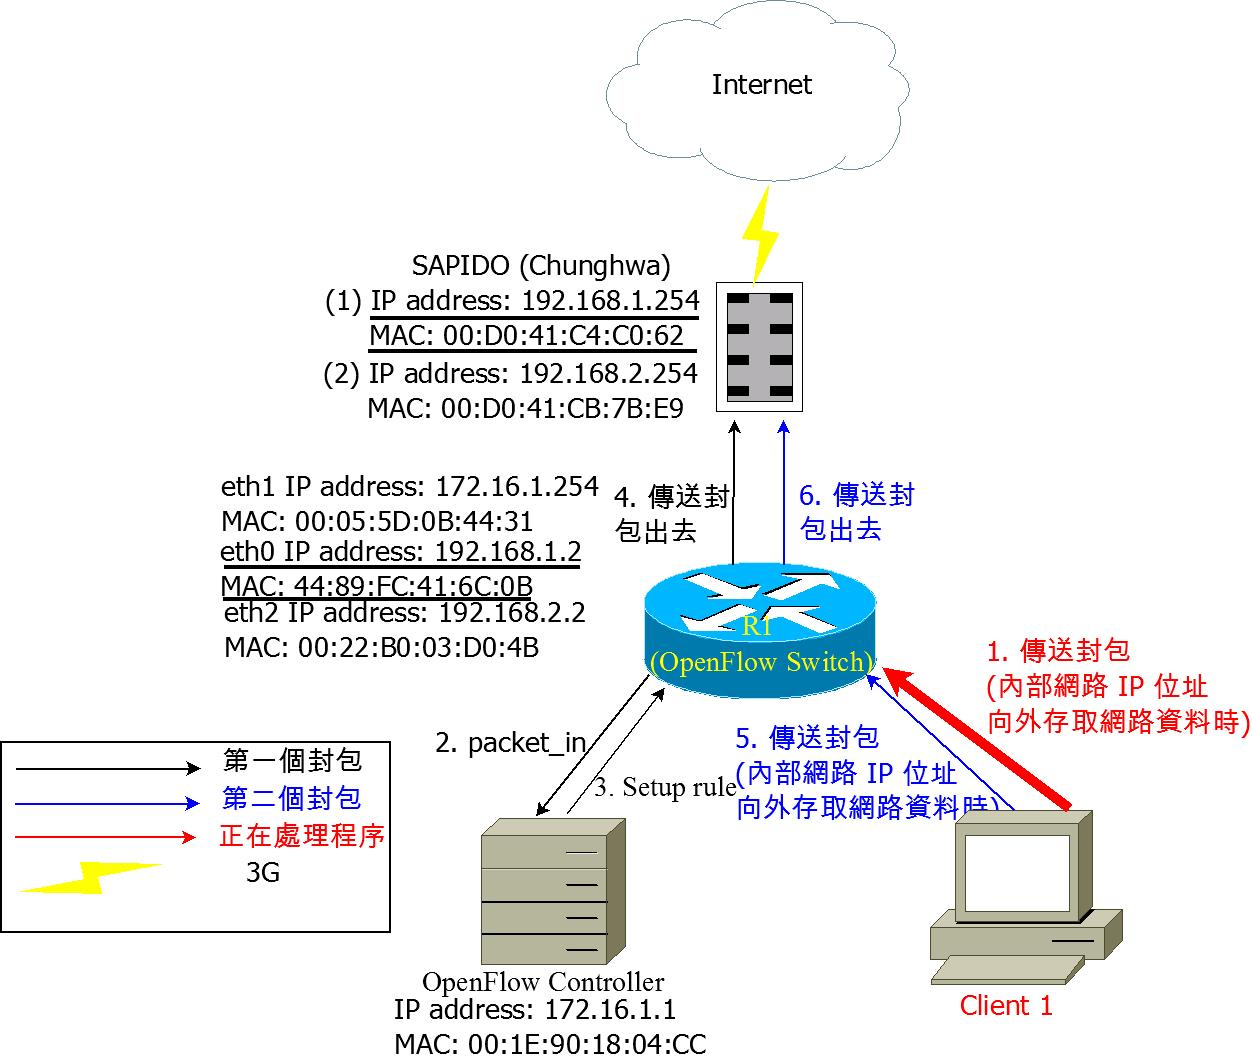 Internet
SAPIDO (Chunghwa)
(1) IP address: 192.168.1.254
MAC: 00:D0:41:C4:C0:62
(2) IP address: 192.168.2.254
MAC: 00:D0:41:CB:7B:E9
eth1 IP address: 172.16.1.254
MAC: 00:05:5D:0B:44:31
eth0 IP address: 192.168.1.2
MAC: 44:89:FC:41:6C:0B
eth2 IP address: 192.168.2.2
MAC: 00:22:B0:03:D0:4B
4. 傳送封
包出去
6. 傳送封
包出去
R1
(OpenFlow Switch)
1. 傳送封包
(內部網路 IP 位址
向外存取網路資料時)
2. packet_in
3. Setup rule
5. 傳送封包
(內部網路 IP 位址
向外存取網路資料時)
第一個封包
第二個封包
正在處理程序
3G
OpenFlow Controller
IP address: 172.16.1.1
MAC: 00:1E:90:18:04:CC
Client 1